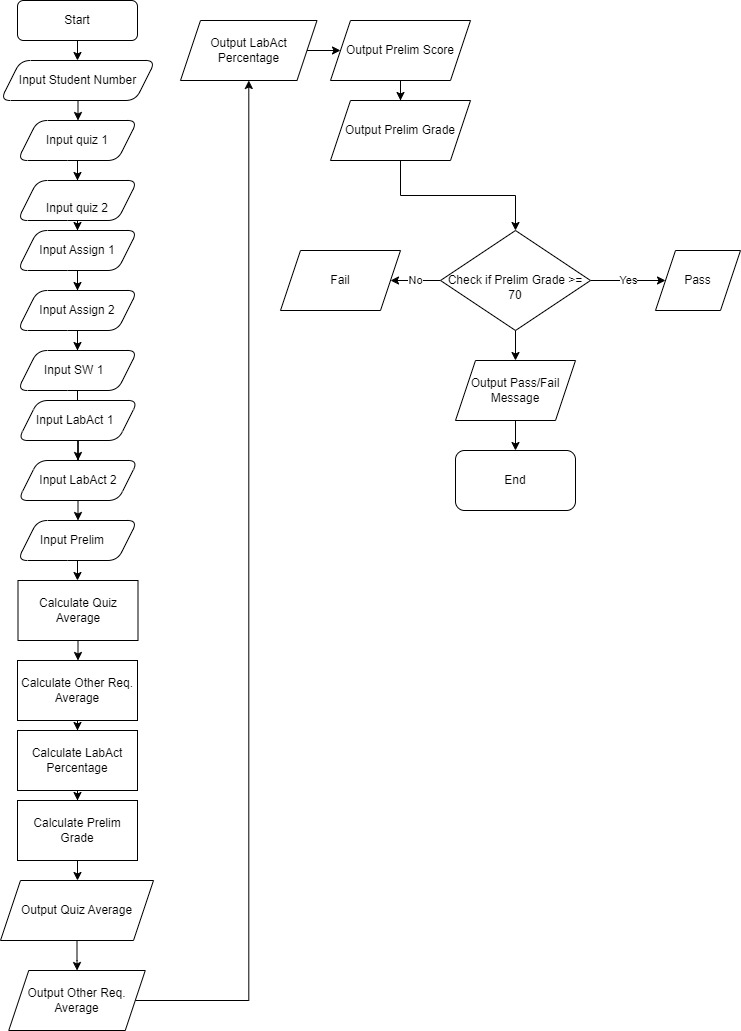 Start
Input Student Number
Input quiz 1
Input quiz 2
Input Assign 1
Input Assign 2
Input SW 1
Input LabAct 1
Input LabAct 2
Input Prelim
Calculate Quiz
Average
Calculate Other Req.
Average
Calculate LabAct
Percentage
Calculate Prelim
Grade
Output Quiz Average
Output Other Req.
Average
Output LabAct
Percentage
Output Prelim Score
Output Prelim Grade
Check if Prelim Grade >=
70
No
Fail
Yes
Pass
Output Pass/Fail
Message
End